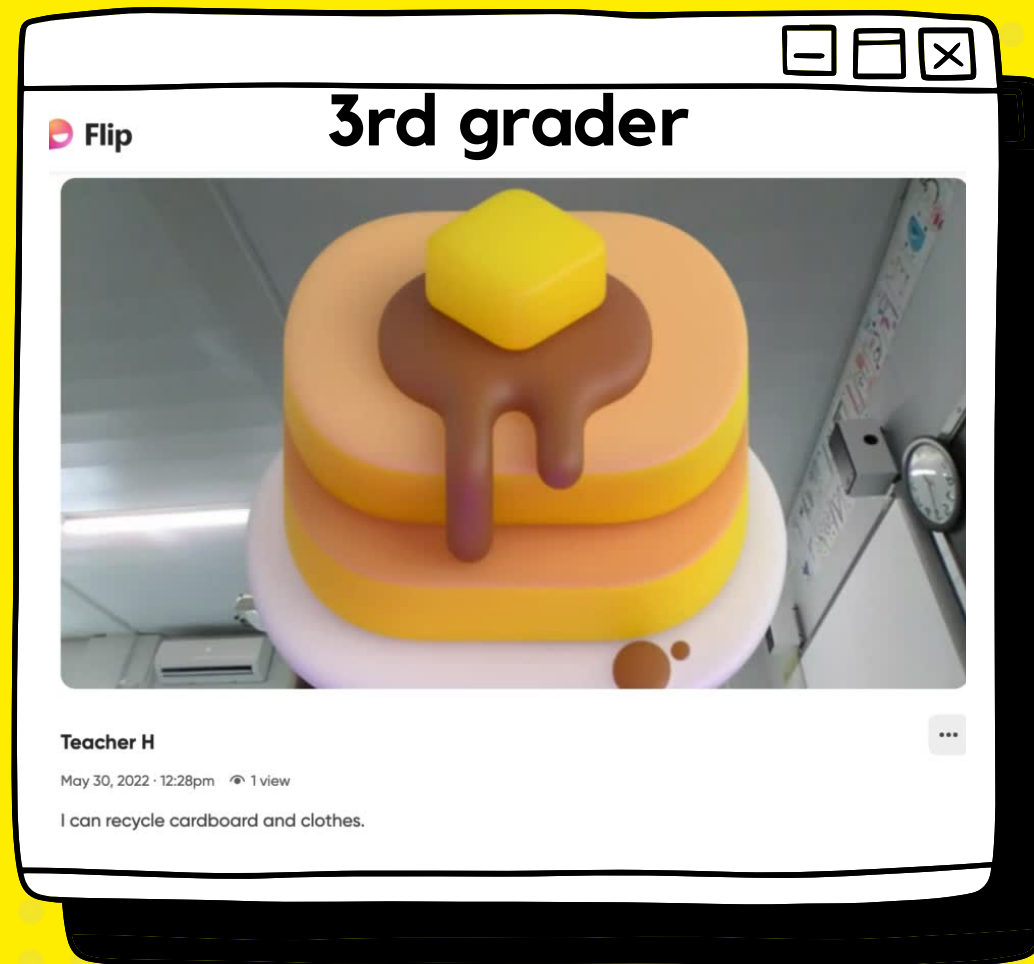 3rd grader
Flip
Teacher H
May 30, 2022 · 12:28pm 1 view
I can recycle cardboard and clothes.